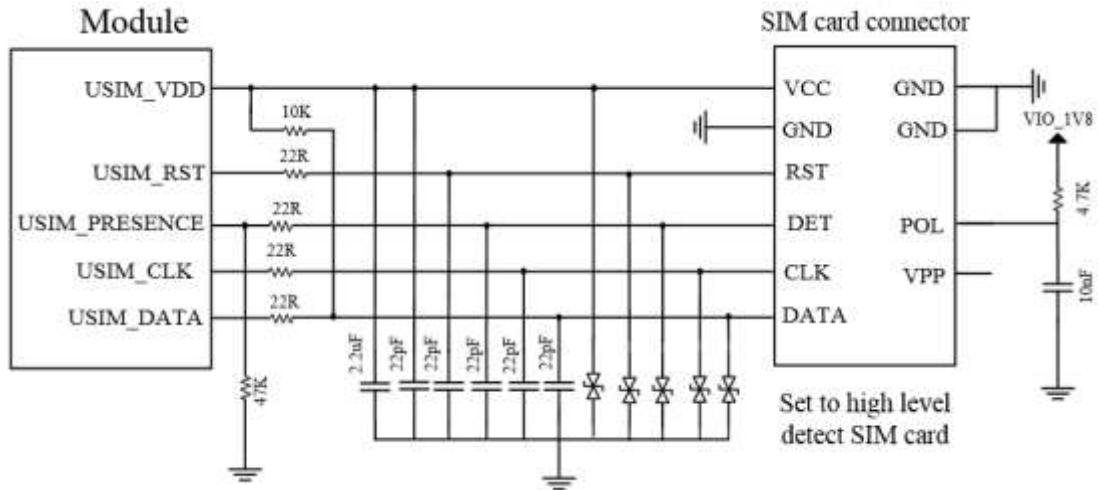 Module
SIM card connector
USIM_VDD
VCC
GND
10K
GND
GND
VIO_1V8
22R
USIM_RST
RST
4.7K
USIM_PRESENCE
22R
DET
POL
22R
USIM_CLK
CLK
VPP
10nF
22R
USIM_DATA
DATA
47K
2.2uF
22pF
22pF
22pF
22pF
22pF
Set to high level
detect SIM card